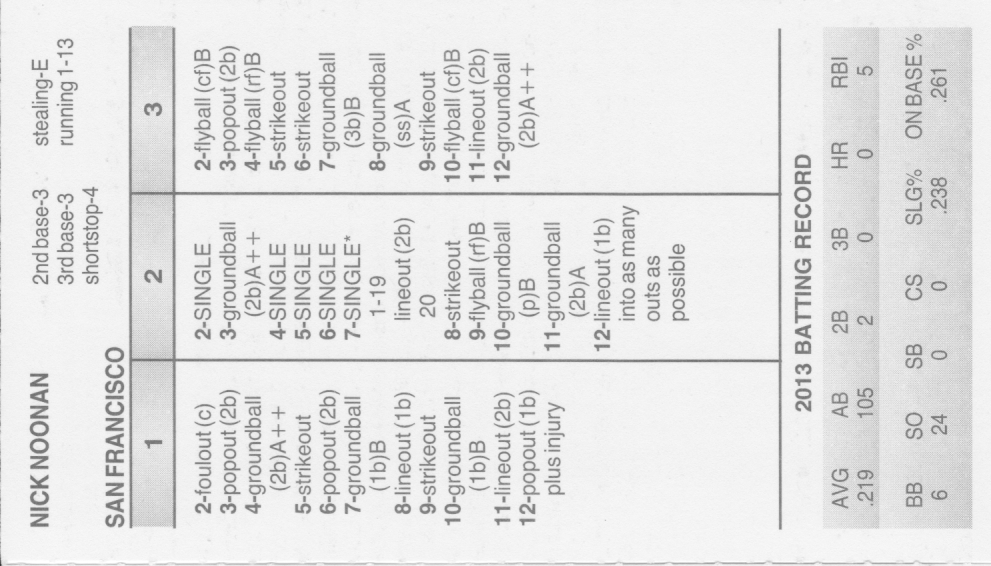 NICK NOONAN
2nd base-3 stealing-E
3rd base-3 running 1-13
shortstop-4
SAN FRANCISCO
1 2 3
2-foulout (c)
3-popout (2b)
4-groundball
(2b)A++
5-strikeout
6-popout (2b)
7-groundball
(1b)B
8-lineout (1b)
9-strikeout
10-groundball
(1b)B
11-lineout (2b)
12-popout (1b)
plus injury
2-SINGLE
3-groundball
(2b)A++
4-SINGLE
5-SINGLE
6-SINGLE
7-SINGLE*
1-19
lineout (2b)
20
8-strikeout
9-flyball (rf)B
10-groundball
(p)B
11-groundball
(2b)A
12-lineout (1b)
into as many
outs as
possible
2-flyball (cf)B
3-popout (2b)
4-flyball (rf)B
5-strikeout
6-strikeout
7-groundball
(3b)B
8-groundball
(ss)A
9-strikeout
10-flyball (cf)B
11-lineout (2b)
12-groundball
(2b)A++
2013 BATTING RECORD
AVG AB 2B 3B HR RBI
.219 105 2 0 0 5
BB SO SB CS SLG% ON BASE %
6 24 0 0 .238 .261